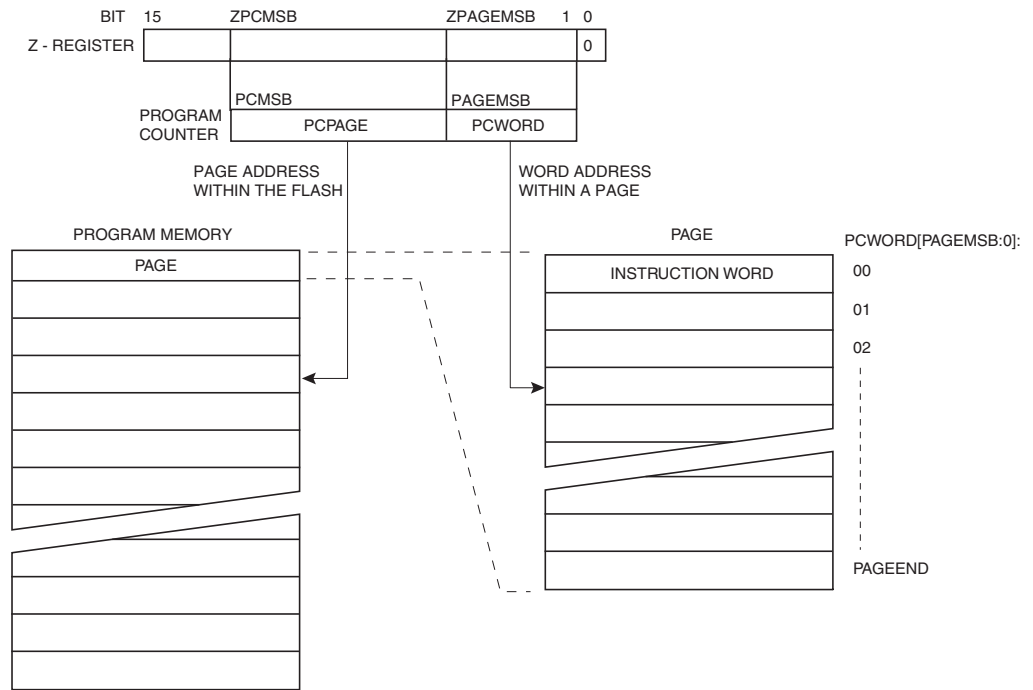 BIT 15 ZPCMSB ZPAGEMSB 1 0
Z - REGISTER 0
PCMSB PAGEMSB
PROGRAM
COUNTER
PCPAGE PCWORD
PAGE ADDRESS
WITHIN THE FLASH
WORD ADDRESS
WITHIN A PAGE
PROGRAM MEMORY
PAGE
PAGE
INSTRUCTION WORD
PCWORD[PAGEMSB:0]:
00
01
02
PAGEEND